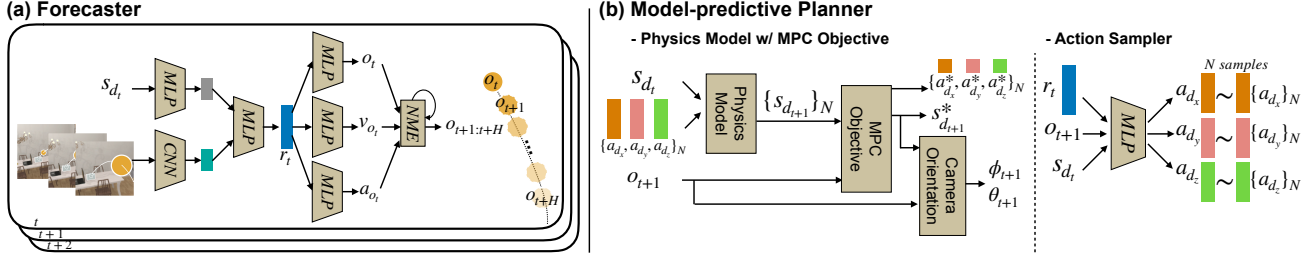 (a) Forecaster
s_{d_t}
MLP
CNN
MLP
r_t
MLP
MLP
MLP
o_t
v_{o_t}
a_{o_t}
NME
o_{t+1:t+H}
o_t
o_{t+1}
o_{t+H}
t
t+1
t+2
(b) Model-predictive Planner
- Physics Model w/ MPC Objective
s_{d_t}
{a_{d_x}, a_{d_y}, a_{d_z}}_N
o_{t+1}
Physics Model
{s_{d_{t+1}}}_N
MPC Objective
{a^*_{d_x}, a^*_{d_y}, a^*_{d_z}}_N
s^*_{d_{t+1}}
Camera Orientation
ϕ_{t+1}
θ_{t+1}
- Action Sampler
N samples
r_t
o_{t+1}
s_{d_t}
MLP
a_{d_x} ~ {a_{d_x}}_N
a_{d_y} ~ {a_{d_y}}_N
a_{d_z} ~ {a_{d_z}}_N